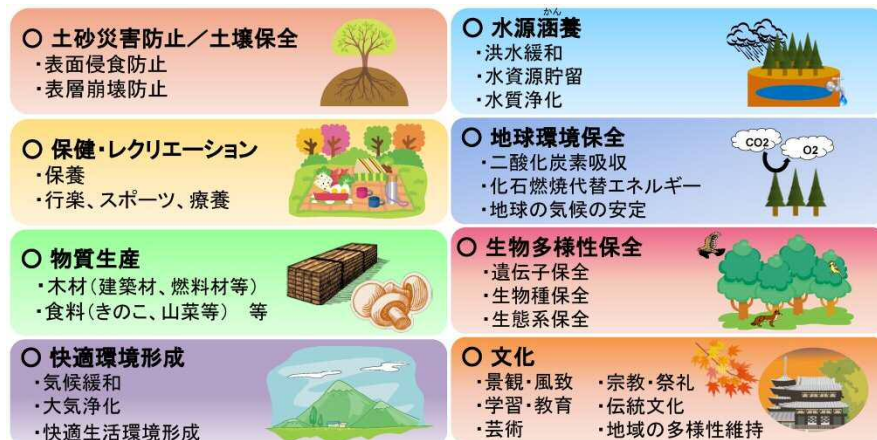 ○ 土砂災害防止／土壌保全
・表面侵食防止
・表層崩壊防止
かん
○ 水源涵養
・洪水緩和
・水資源貯留
・水質浄化
○ 保健・レクリエーション
・保養
・行楽、スポーツ、療養
○ 地球環境保全
・二酸化炭素吸収
・化石燃焼代替エネルギー
・地球の気候の安定
CO2
O2
○ 物質生産
・木材（建築材、燃料材等）
・食料（きのこ、山菜等） 等
○ 生物多様性保全
・遺伝子保全
・生物種保全
・生態系保全
○ 快適環境形成
・気候緩和
・大気浄化
・快適生活環境形成
○ 文化
・景観・風致 ・宗教・祭礼
・学習・教育 ・伝統文化
・芸術 ・地域の多様性維持